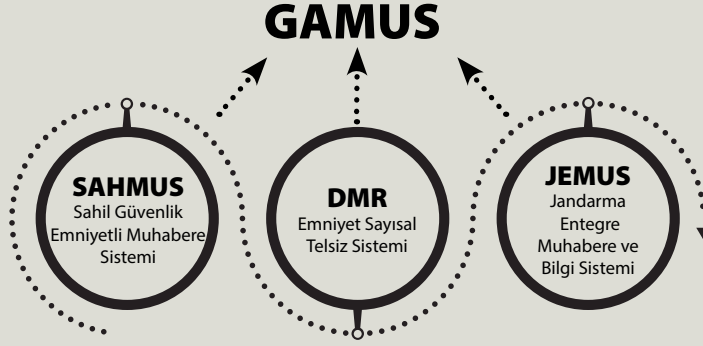 GAMUS
SAHMUS
Sahil Güvenlik
Emniyetli Muhabere
Sistemi
DMR
Emniyet Sayısal
Telsiz Sistemi
JEMUS
Jandarma
Entegre
Muhabere ve
Bilgi Sistemi